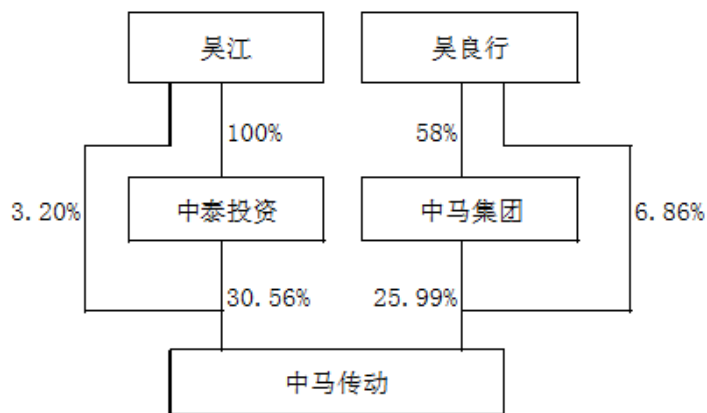 吴江
吴良行
100%
58%
3.20%
中泰投资
中马集团
6.86%
30.56%
25.99%
中马传动